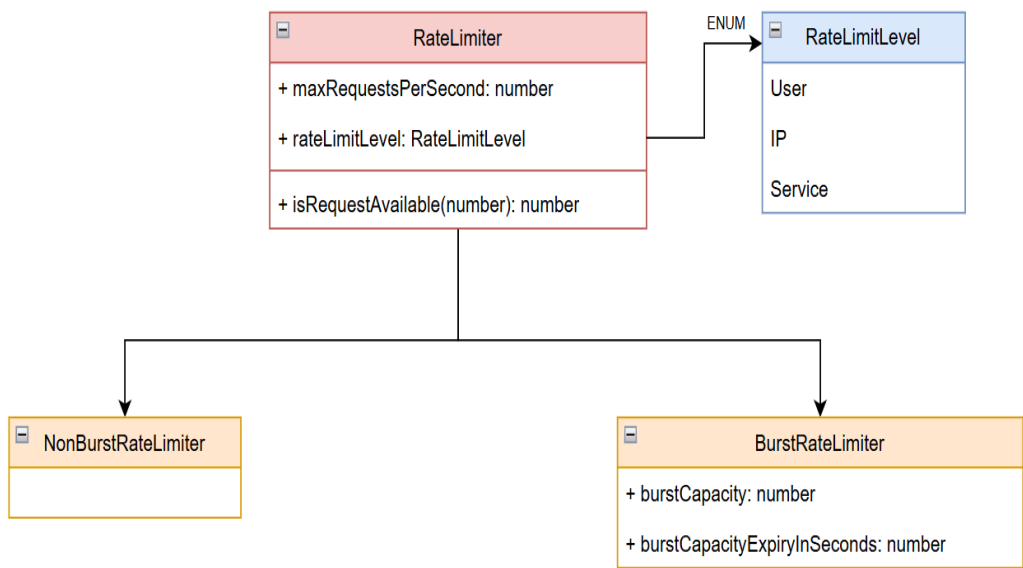 RateLimiter
+ maxRequestsPerSecond: number
+ rateLimitLevel: RateLimitLevel
+ isRequestAvailable(number): number
ENUM
RateLimitLevel
User
IP
Service
NonBurstRateLimiter
BurstRateLimiter
+ burstCapacity: number
+ burstCapacityExpiryInSeconds: number